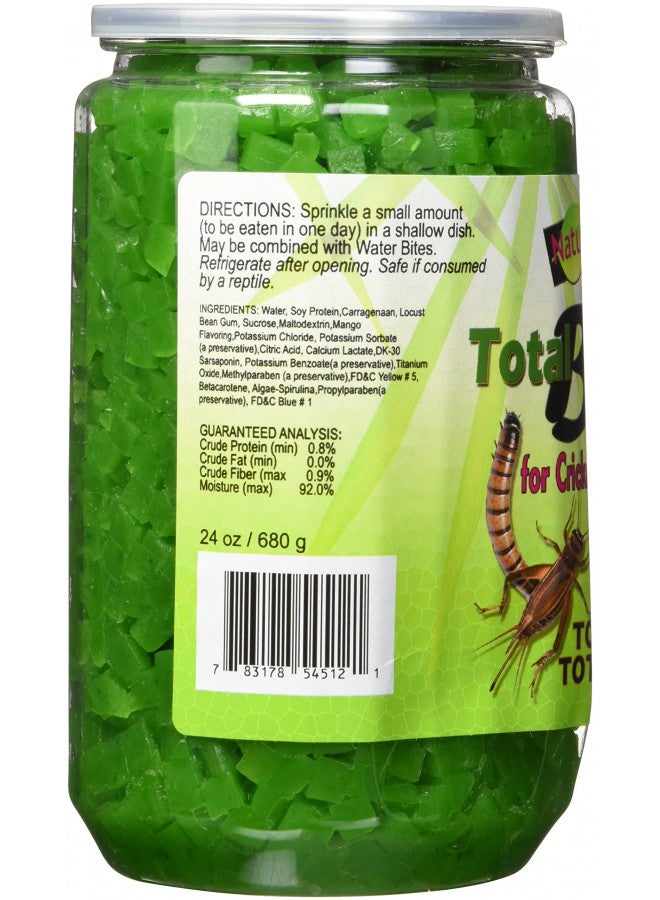 DIRECTIONS: Sprinkle a small amount
(to be eaten in one day) in a shallow dish.
May be combined with Water Bites.
Refrigerate after opening. Safe if consumed
by a reptile.
INGREDIENTS: Water, Soy Protein,Carragenaan, Locust
Bean Gum, Sucrose,Maltodextrin,Mango
Flavoring,Potassium Chloride, Potassium Sorbate
(a preservative),Citric Acid, Calcium Lactate,DK-30
Sarsaponin, Potassium Benzoate(a preservative),Titanium
Oxide,Methylparaben (a preservative),FD&C Yellow # 5,
Betacarotene, Algae-Spirulina,Propylparaben(a
preservative), FD&C Blue # 1
GUARANTEED ANALYSIS:
Crude Protein (min) 0.8%
Crude Fat (min) 0.0%
Crude Fiber (max 0.9%
Moisture (max) 92.0%
24 oz / 680 g
7 83178 54512 1
Natu
Total
B
for Crick
TO
TOT